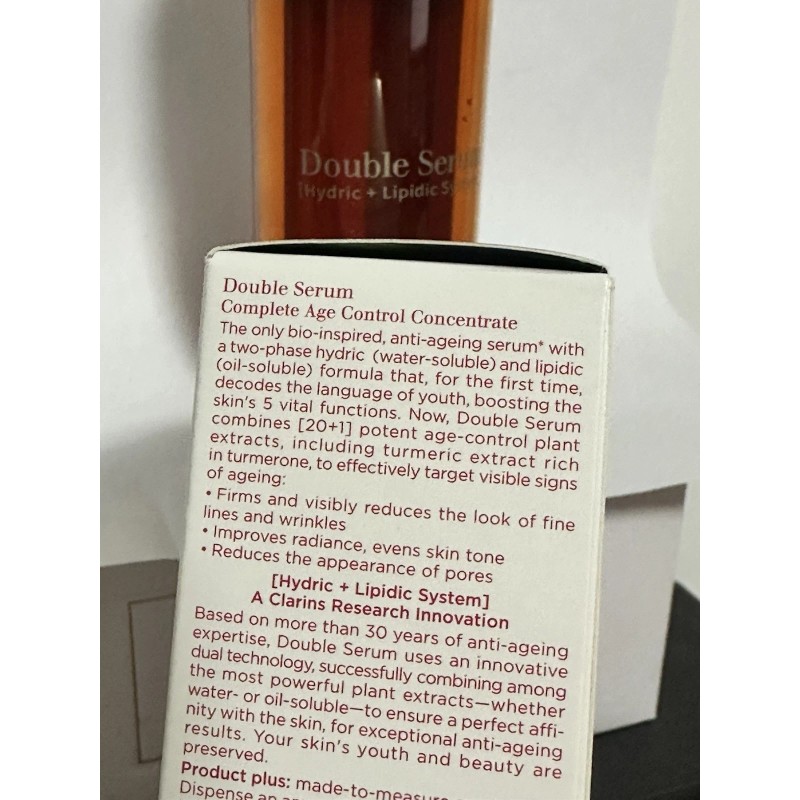 Double Serum
[Hydric + Lipidic Sy
Double Serum
Complete Age Control Concentrate
The only bio-inspired, anti-ageing serum* with
a two-phase hydric (water-soluble) and lipidic
(oil-soluble) formula that, for the first time,
decodes the language of youth, boosting the
skin's 5 vital functions. Now, Double Serum
combines [20+1] potent age-control plant
extracts, including turmeric extract rich
in turmerone, to effectively target visible signs
of ageing:
• Firms and visibly reduces the look of fine
lines and wrinkles
• Improves radiance, evens skin tone
• Reduces the appearance of pores
[Hydric + Lipidic System]
A Clarins Research Innovation
Based on more than 30 years of anti-ageing
expertise, Double Serum uses an innovative
dual technology, successfully combining among
the most powerful plant extracts—whether
water- or oil-soluble—to ensure a perfect affi-
nity with the skin, for exceptional anti-ageing
results. Your skin's youth and beauty are
preserved.
Product plus: made-to-measure
Dispense an